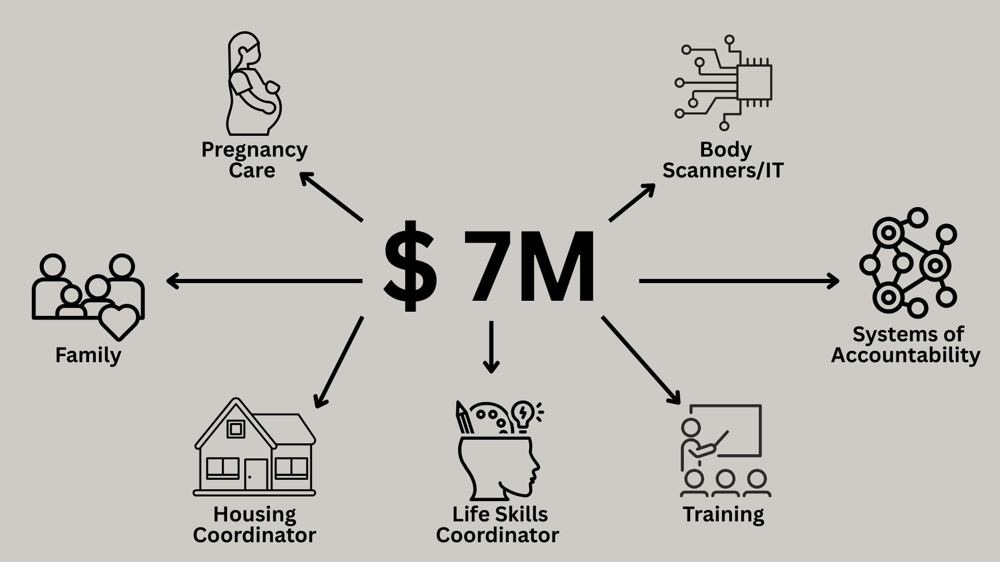 Pregnancy
Care
Body
Scanners/IT
$ 7M
Family
Systems of
Accountability
Housing
Coordinator
Life Skills
Coordinator
Training